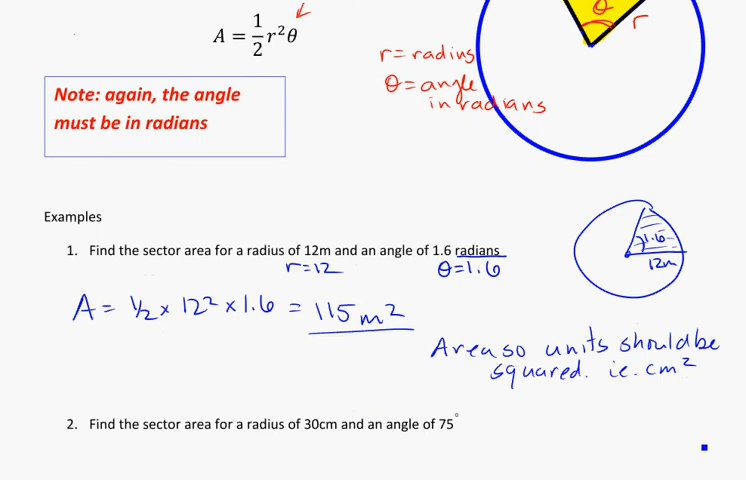 θ
r
A = 1/2 r²θ
r = radius
θ = angle
in radians
Note: again, the angle
must be in radians
Examples
1. Find the sector area for a radius of 12m and an angle of 1.6 radians
r = 12
θ = 1.6
1.6
12m
A = 1/2 × 12² × 1.6 = 115 m²
Area so units should be
squared. ie. cm²
2. Find the sector area for a radius of 30cm and an angle of 75°